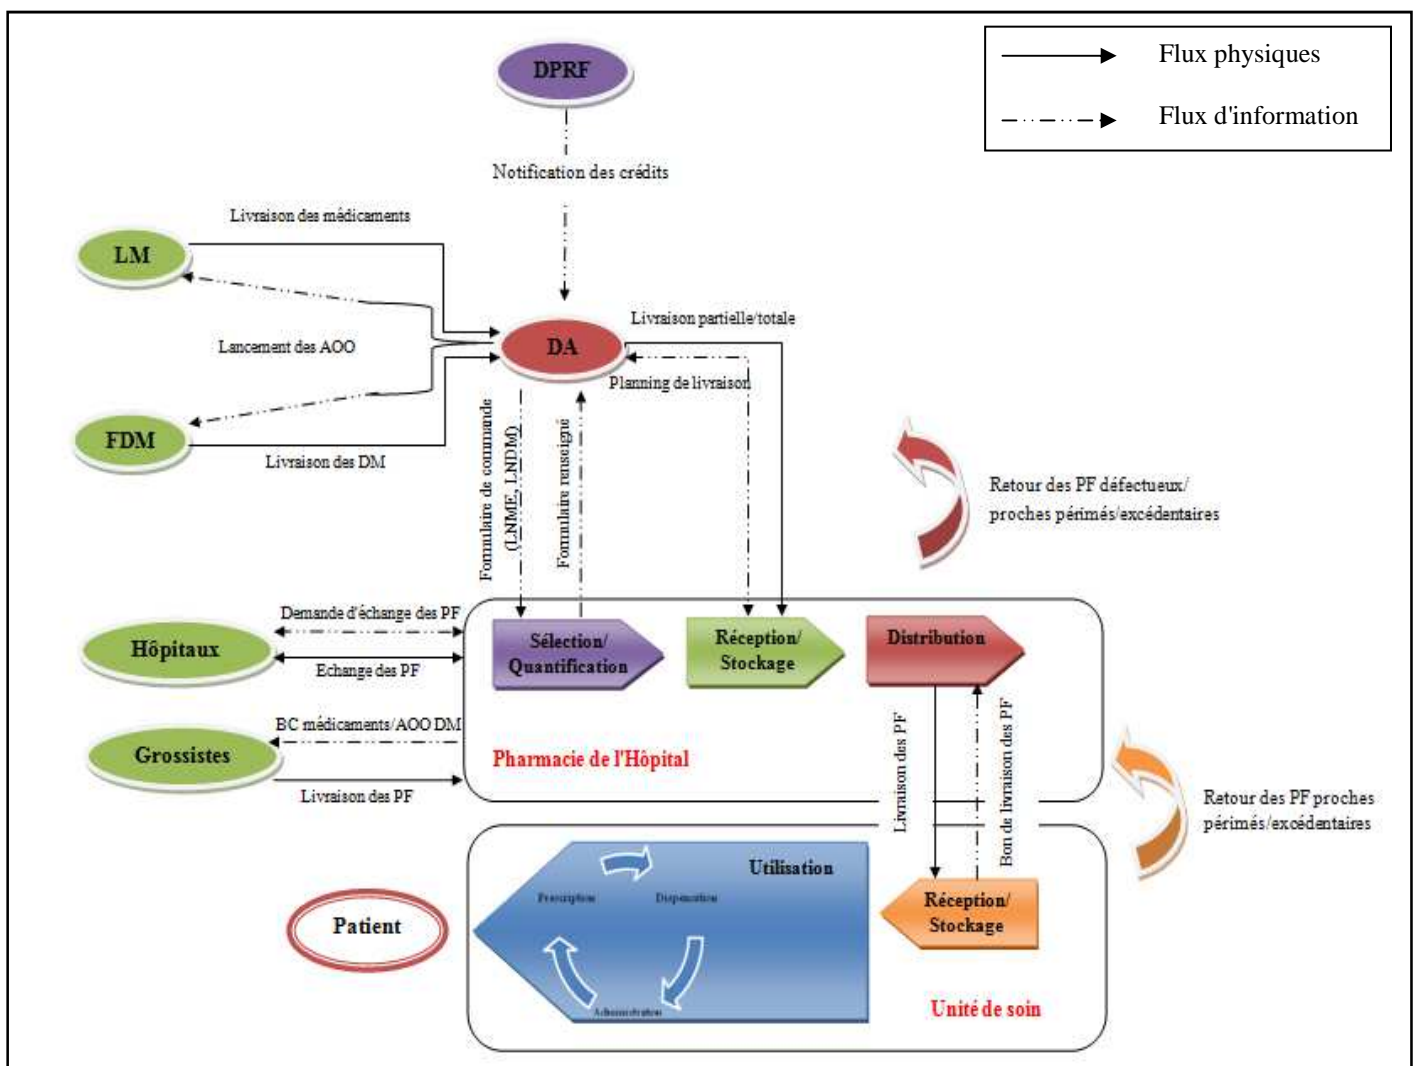 DPRF
Flux physiques
Flux d'information
Notification des crédits
Livraison des médicaments
LM
Lancement des AOO
DA
Livraison partielle/totale
Planning de livraison
FDM
Livraison des DM
Formulaire de commande
(LNME, LNDM)
Formulaire renseigné
Retour des PF défectueux/
proches périmés/excédentaires
Demande d'échange des PF
Hôpitaux
Echange des PF
BC médicaments/AOO DM
Grossistes
Livraison des PF
Sélection/
Quantification
Réception/
Stockage
Distribution
Pharmacie de l'Hôpital
Livraison des PF
Bon de livraison des PF
Retour des PF proches
périmés/excédentaires
Utilisation
Prescription
Dispensation
Administration
Patient
Réception/
Stockage
Unité de soin